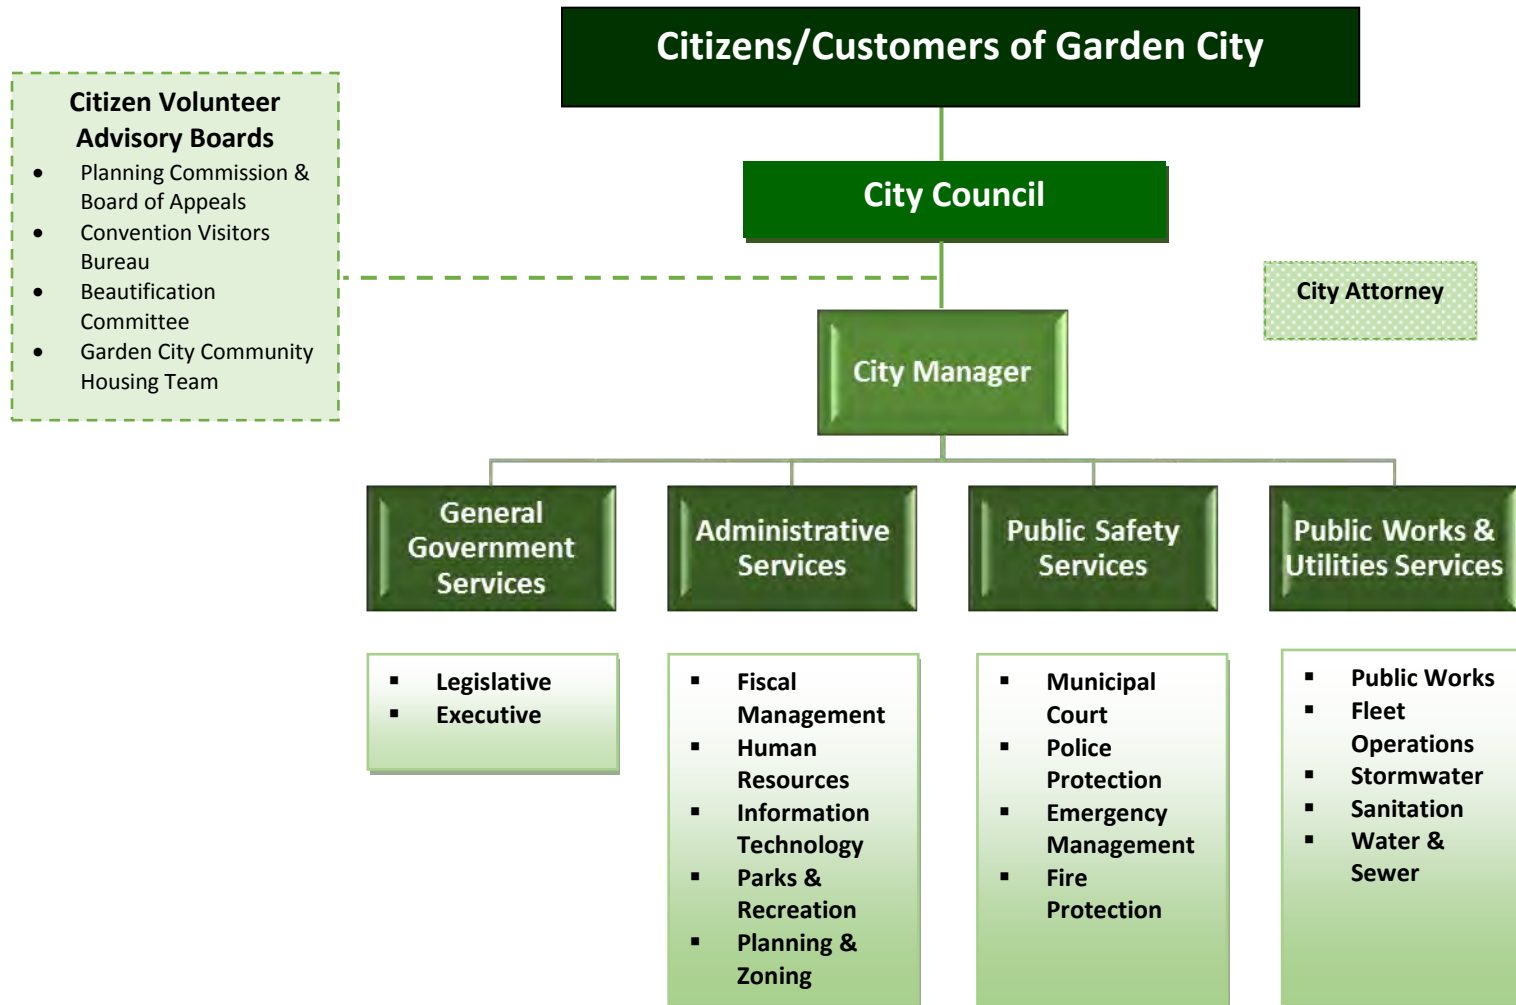 Citizens/Customers of Garden City
Citizen Volunteer
Advisory Boards
• Planning Commission &
Board of Appeals
• Convention Visitors
Bureau
• Beautification
Committee
• Garden City Community
Housing Team
City Council
City Attorney
City Manager
General
Government
Services
Administrative
Services
Public Safety
Services
Public Works &
Utilities Services
▪ Legislative
▪ Executive
▪ Fiscal
Management
▪ Human
Resources
▪ Information
Technology
▪ Parks &
Recreation
▪ Planning &
Zoning
▪ Municipal
Court
▪ Police
Protection
▪ Emergency
Management
▪ Fire
Protection
▪ Public Works
▪ Fleet
Operations
▪ Stormwater
▪ Sanitation
▪ Water &
Sewer